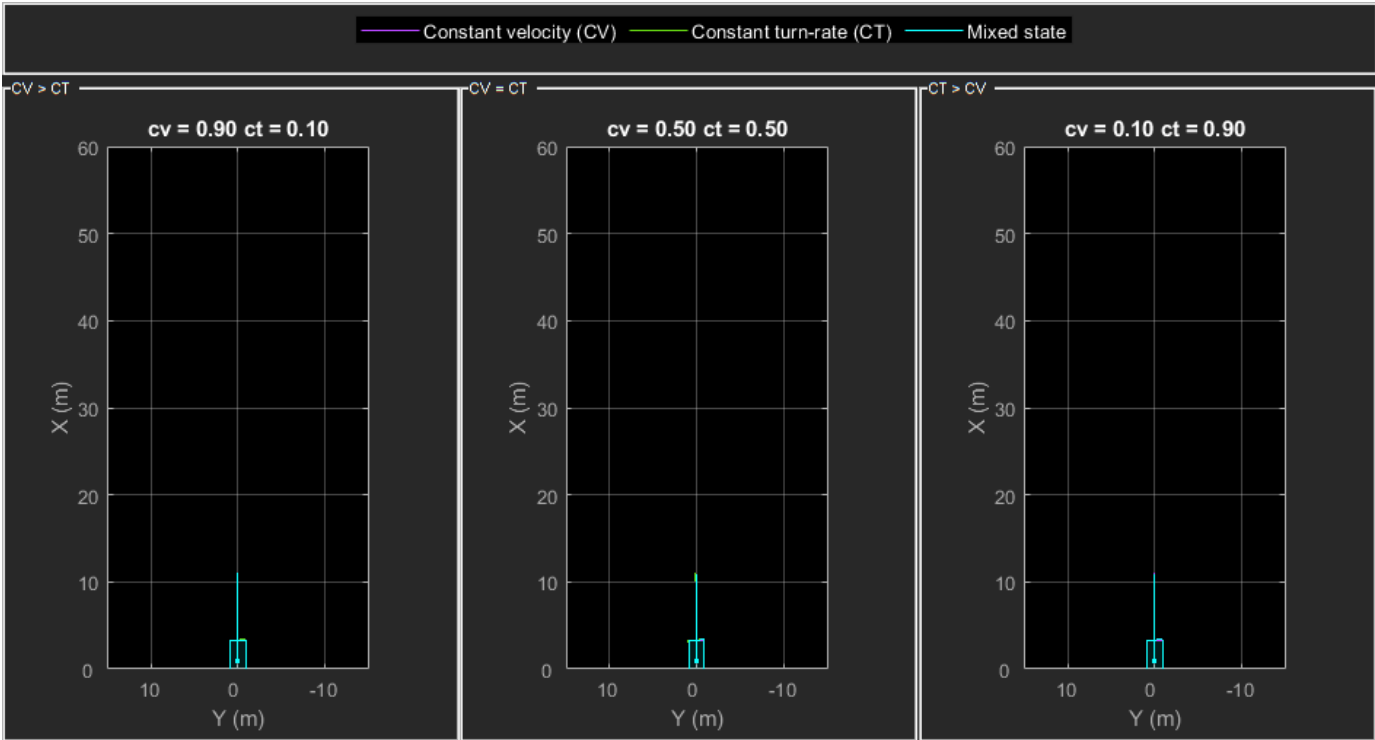 Constant velocity (CV) Constant turn-rate (CT) Mixed state
CV > CT
cv = 0.90 ct = 0.10
60
50
40
30
20
10
0
X (m)
10 0 -10
Y (m)
CV = CT
cv = 0.50 ct = 0.50
60
50
40
30
20
10
0
X (m)
10 0 -10
Y (m)
CT > CV
cv = 0.10 ct = 0.90
60
50
40
30
20
10
0
X (m)
10 0 -10
Y (m)